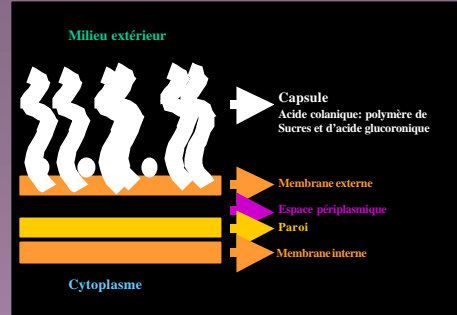 Milieu extérieur
Capsule
Acide colanique: polymère de
Sucres et d'acide glucoronique
Membrane externe
Espace périplasmique
Paroi
Membrane interne
Cytoplasme